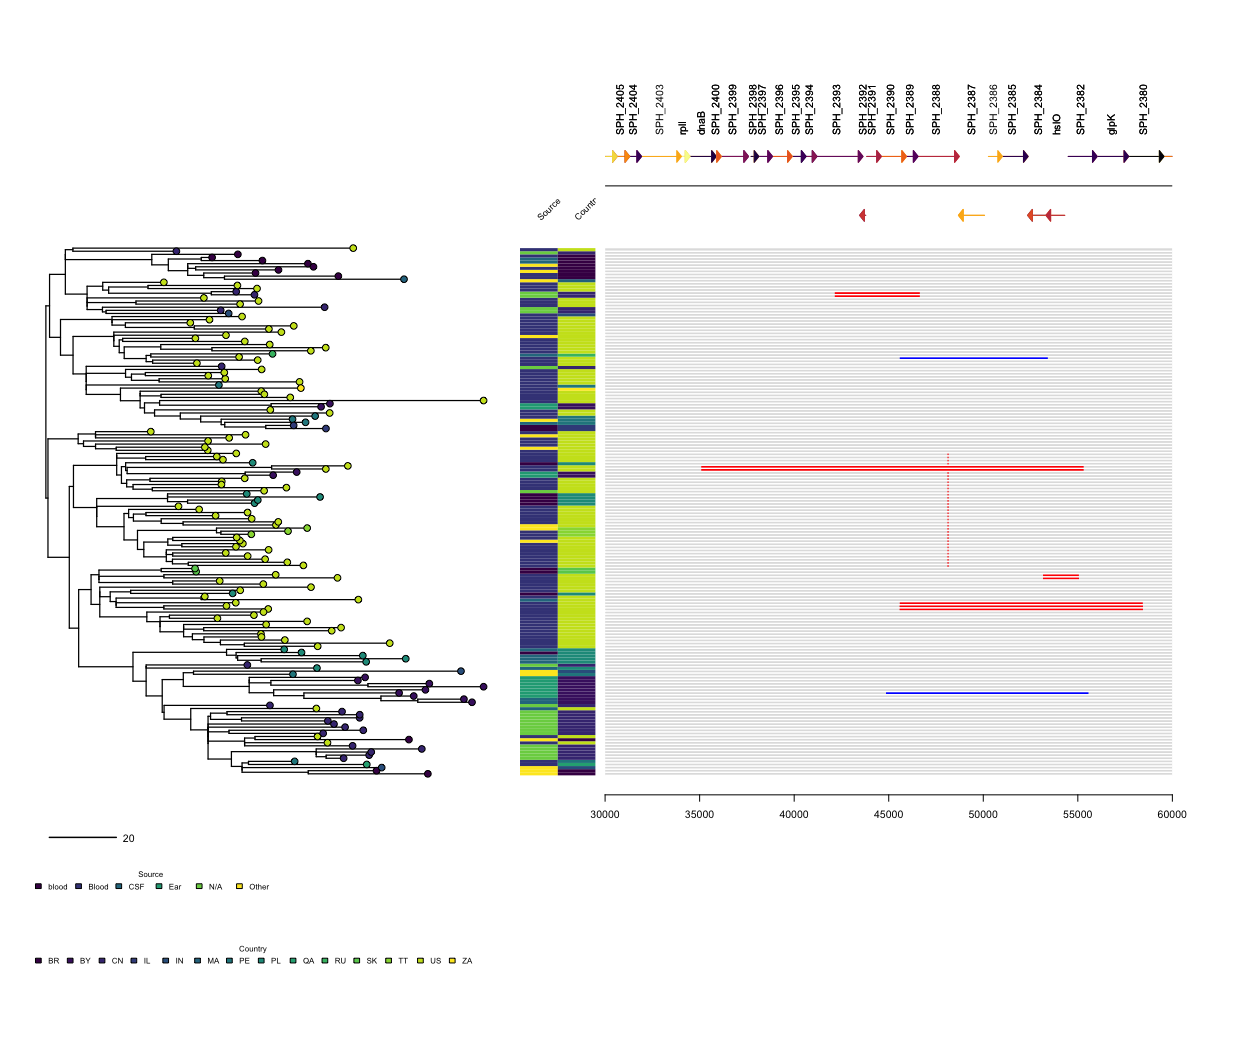 SPH_2405
SPH_2404
SPH_2403
rplI
dnaB
SPH_2400
SPH_2399
SPH_2398
SPH_2397
SPH_2396
SPH_2395
SPH_2394
SPH_2393
SPH_2392
SPH_2391
SPH_2390
SPH_2389
SPH_2388
SPH_2387
SPH_2386
SPH_2385
SPH_2384
hslO
SPH_2382
glpK
SPH_2380
Source
Countr
30000 35000 40000 45000 50000 55000 60000
20
Source
blood Blood CSF Ear N/A Other
Country
BR BY CN IL IN MA PE PL QA RU SK TT US ZA